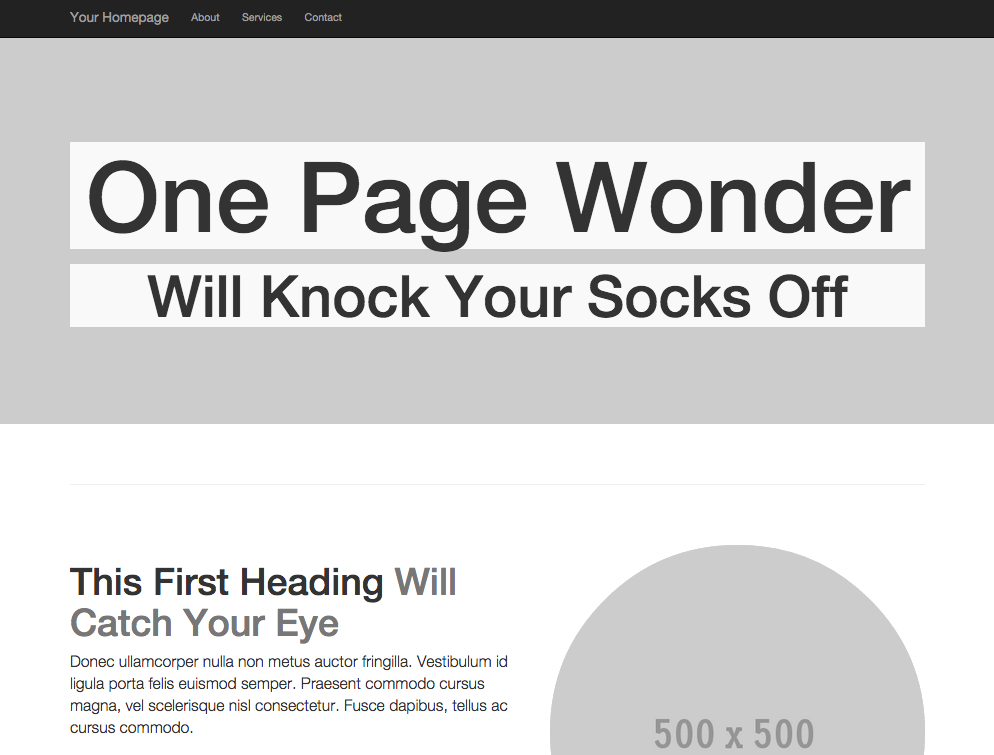 Your Homepage About Services Contact
One Page Wonder
Will Knock Your Socks Off
This First Heading Will
Catch Your Eye
Donec ullamcorper nulla non metus auctor fringilla. Vestibulum id
ligula porta felis euismod semper. Praesent commodo cursus
magna, vel scelerisque nisl consectetur. Fusce dapibus, tellus ac
cursus commodo.
500 x 500